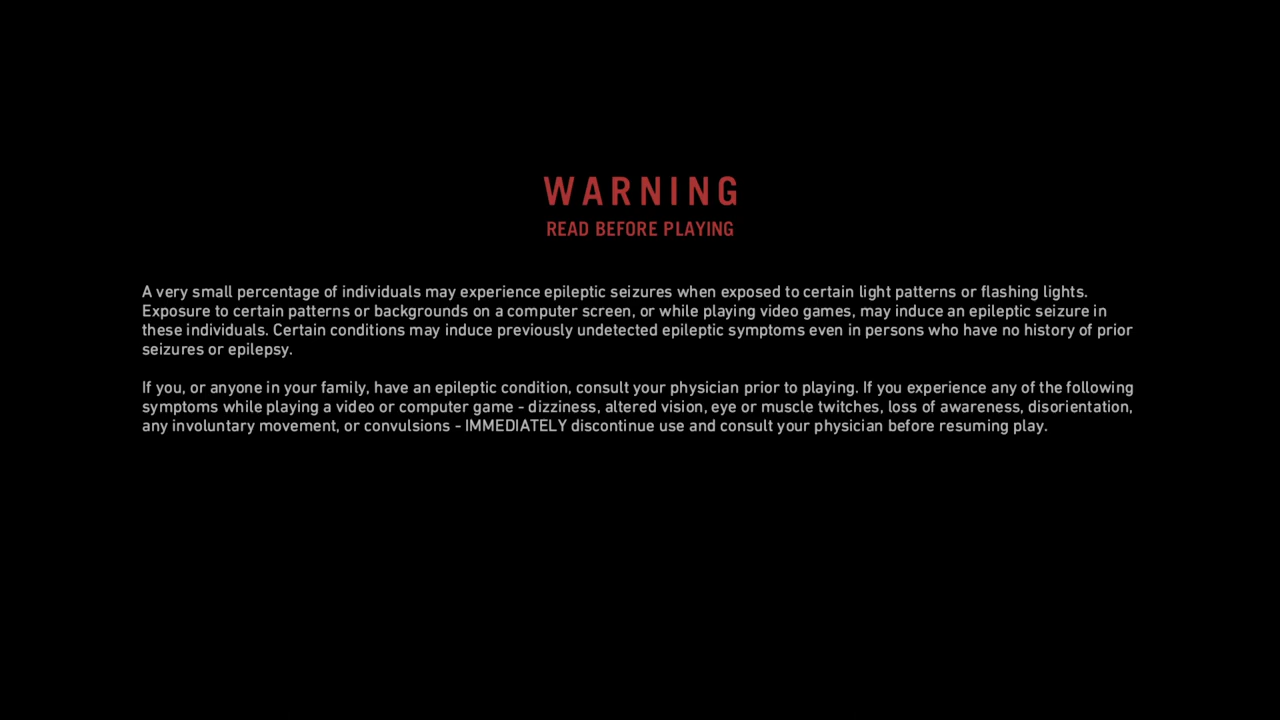 WARNING
READ BEFORE PLAYING
A very small percentage of individuals may experience epileptic seizures when exposed to certain light patterns or flashing lights.
Exposure to certain patterns or backgrounds on a computer screen, or while playing video games, may induce an epileptic seizure in
these individuals. Certain conditions may induce previously undetected epileptic symptoms even in persons who have no history of prior
seizures or epilepsy.
If you, or anyone in your family, have an epileptic condition, consult your physician prior to playing. If you experience any of the following
symptoms while playing a video or computer game - dizziness, altered vision, eye or muscle twitches, loss of awareness, disorientation,
any involuntary movement, or convulsions - IMMEDIATELY discontinue use and consult your physician before resuming play.